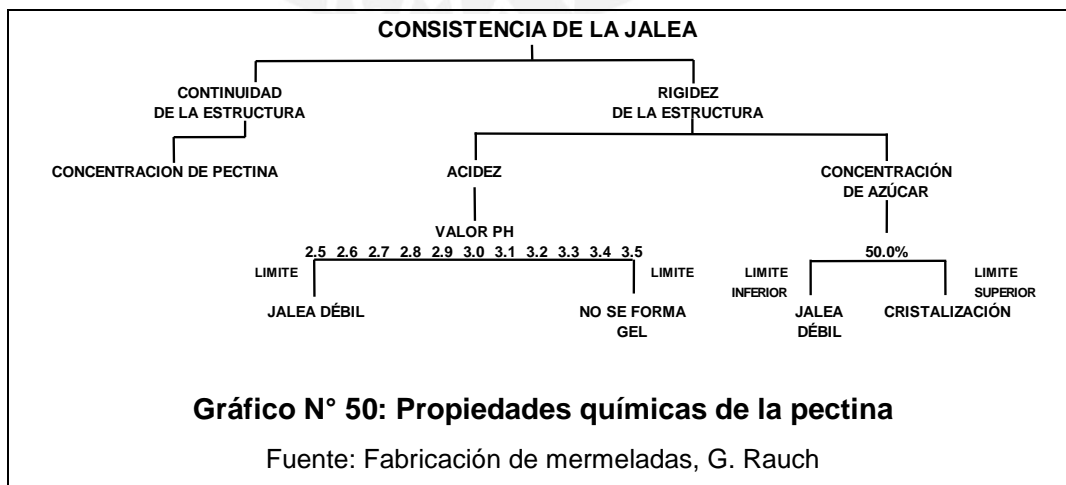 CONSISTENCIA DE LA JALEA
CONTINUIDAD
DE LA ESTRUCTURA
RIGIDEZ
DE LA ESTRUCTURA
CONCENTRACION DE PECTINA
ACIDEZ
CONCENTRACIÓN
DE AZÚCAR
VALOR PH
2.5 2.6 2.7 2.8 2.9 3.0 3.1 3.2 3.3 3.4 3.5
50.0%
LIMITE
LIMITE
LIMITE
INFERIOR
LIMITE
SUPERIOR
JALEA DÉBIL
NO SE FORMA
GEL
JALEA
DÉBIL
CRISTALIZACIÓN
Gráfico N° 50: Propiedades químicas de la pectina
Fuente: Fabricación de mermeladas, G. Rauch